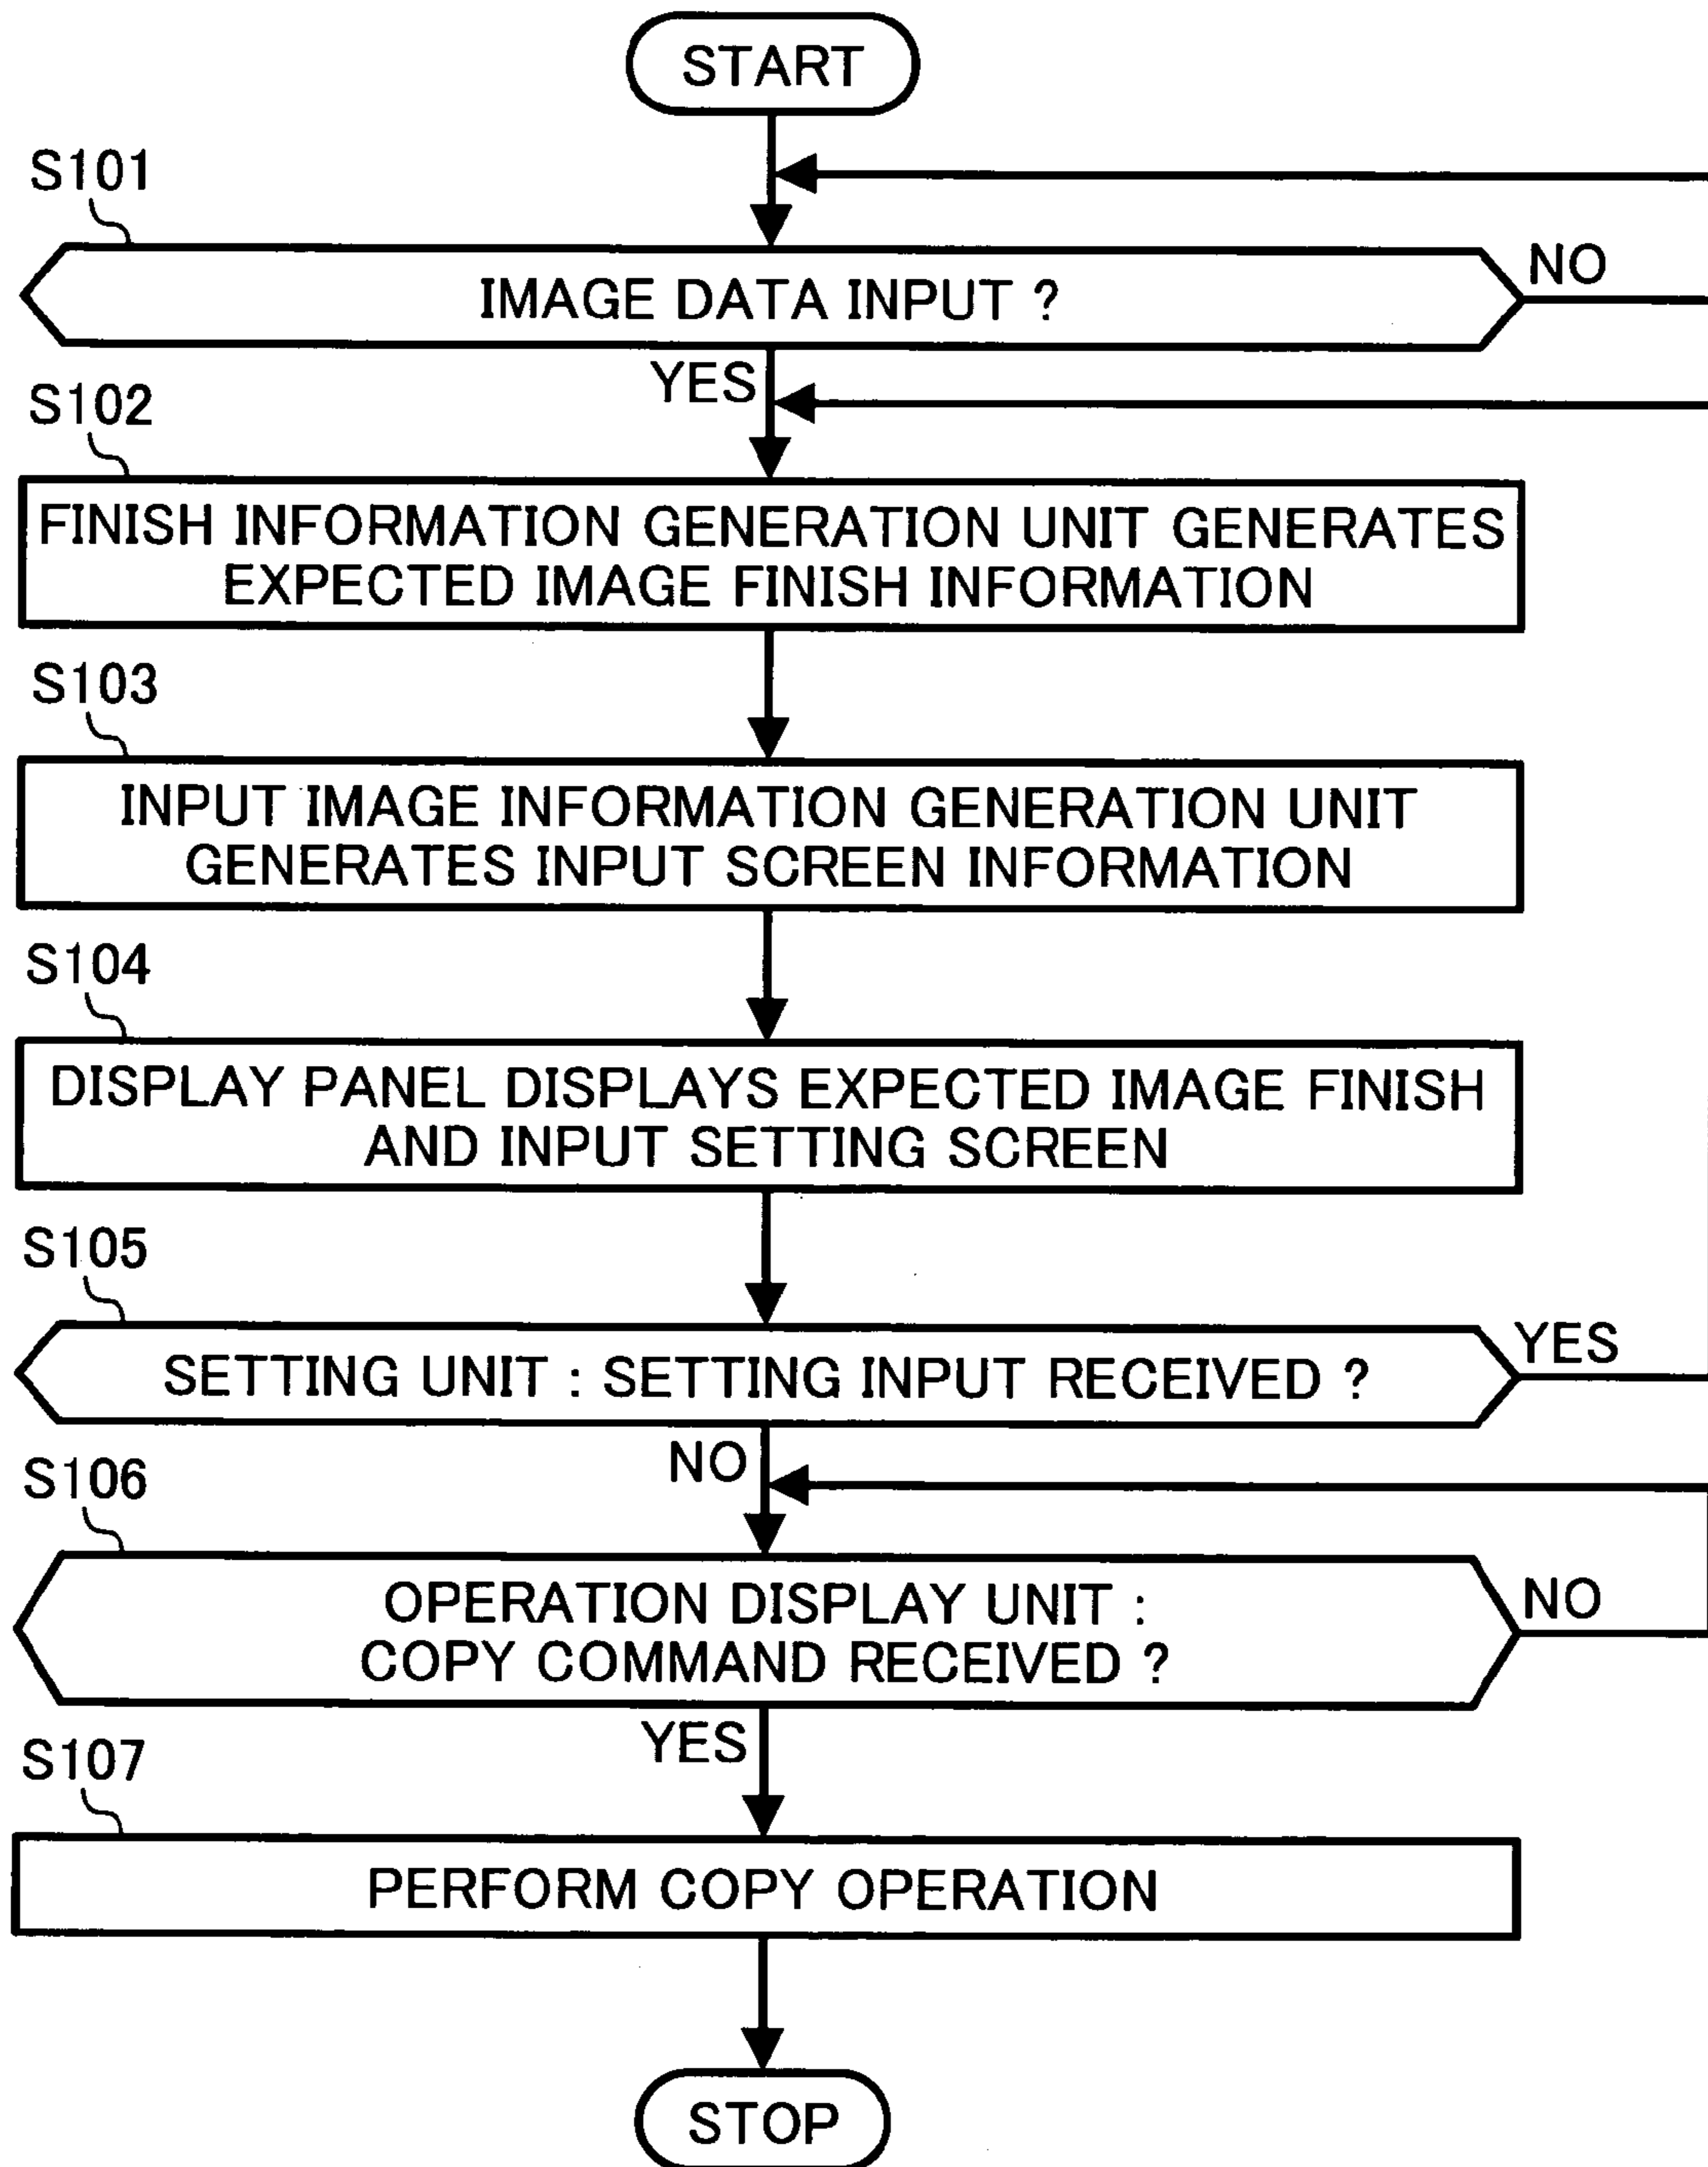 START
S101
IMAGE DATA INPUT ?
NO
YES
S102
FINISH INFORMATION GENERATION UNIT GENERATES
EXPECTED IMAGE FINISH INFORMATION
S103
INPUT IMAGE INFORMATION GENERATION UNIT
GENERATES INPUT SCREEN INFORMATION
S104
DISPLAY PANEL DISPLAYS EXPECTED IMAGE FINISH
AND INPUT SETTING SCREEN
S105
SETTING UNIT : SETTING INPUT RECEIVED ?
YES
NO
S106
OPERATION DISPLAY UNIT :
COPY COMMAND RECEIVED ?
NO
YES
S107
PERFORM COPY OPERATION
STOP